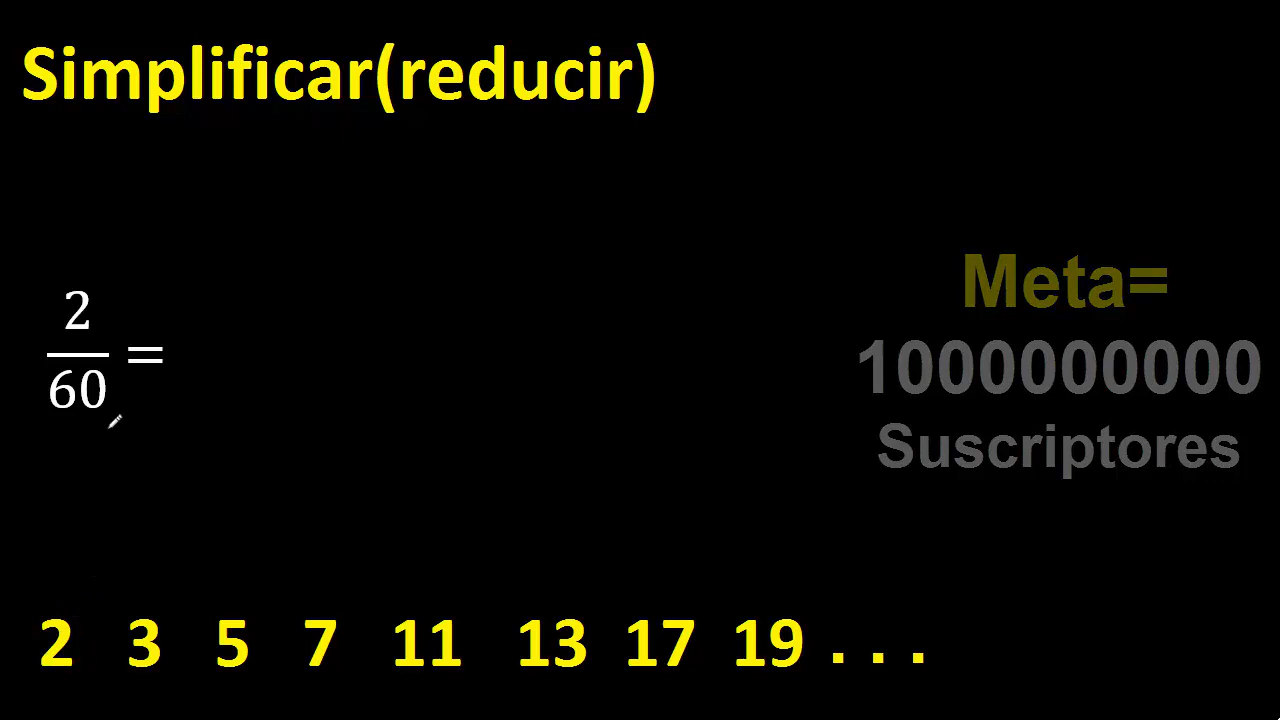 Simplificar(reducir)
2
60
=
Meta=
1000000000
Suscriptores
2 3 5 7 11 13 17 19 . . .